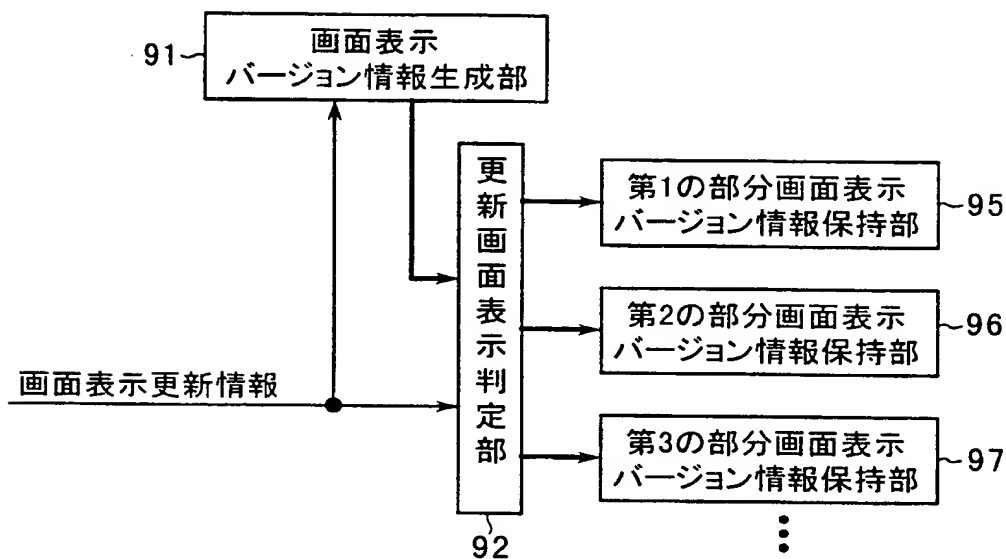 91
画面表示
バージョン情報生成部
更新画面表示判定部
92
第1の部分画面表示
バージョン情報保持部
95
第2の部分画面表示
バージョン情報保持部
96
第3の部分画面表示
バージョン情報保持部
97
画面表示更新情報